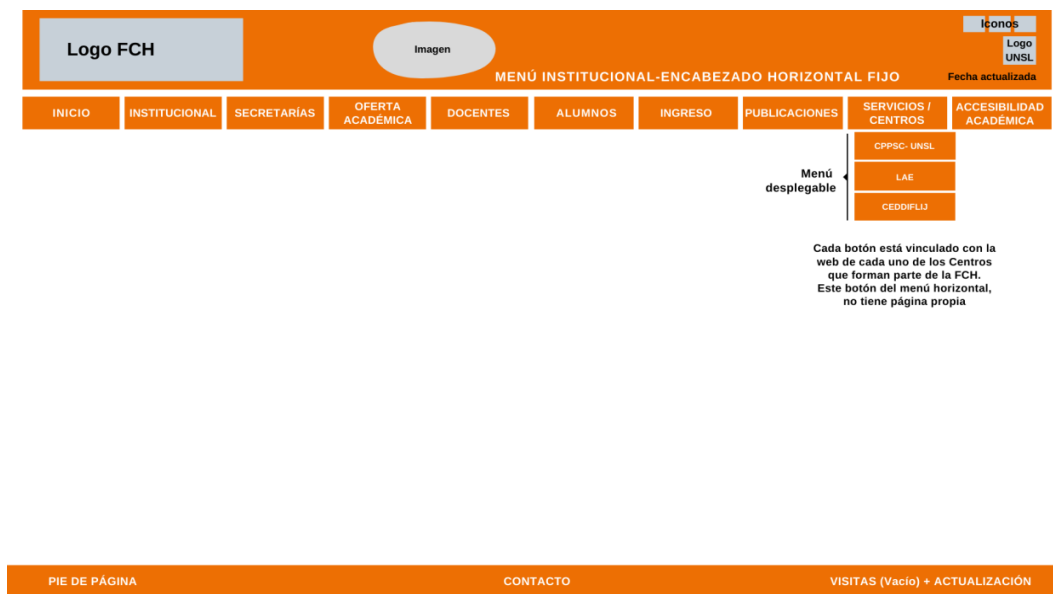 Logo FCH
Imagen
Iconos
Logo
UNSL
MENÚ INSTITUCIONAL-ENCABEZADO HORIZONTAL FIJO
Fecha actualizada
INICIO
INSTITUCIONAL
SECRETARÍAS
OFERTA
ACADÉMICA
DOCENTES
ALUMNOS
INGRESO
PUBLICACIONES
SERVICIOS /
CENTROS
ACCESIBILIDAD
ACADÉMICA
CPPSC- UNSL
Menú
desplegable
LAE
CEDDIFLIJ
Cada botón está vinculado con la
web de cada uno de los Centros
que forman parte de la FCH.
Este botón del menú horizontal,
no tiene página propia
PIE DE PÁGINA
CONTACTO
VISITAS (Vacío) + ACTUALIZACIÓN